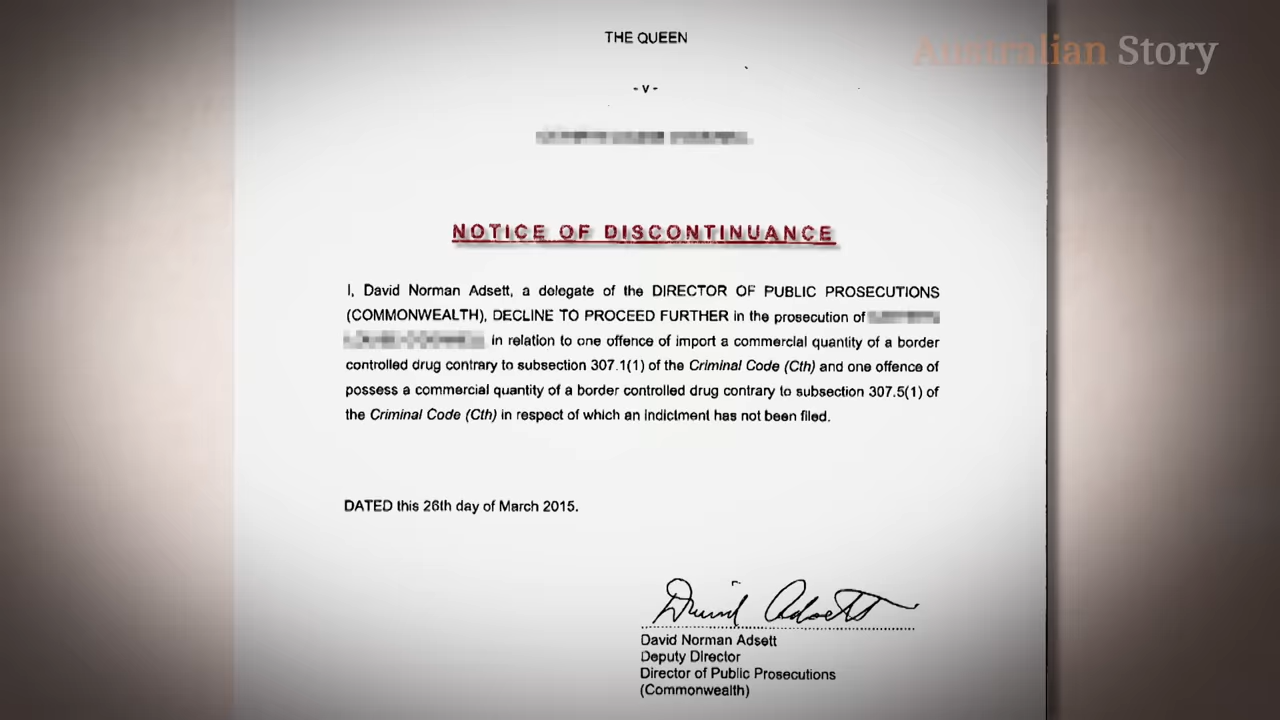 Australian Story
THE QUEEN
- v -
NOTICE OF DISCONTINUANCE
I, David Norman Adsett, a delegate of the DIRECTOR OF PUBLIC PROSECUTIONS
(COMMONWEALTH), DECLINE TO PROCEED FURTHER in the prosecution of
in relation to one offence of import a commercial quantity of a border
controlled drug contrary to subsection 307.1(1) of the Criminal Code (Cth) and one offence of
possess a commercial quantity of a border controlled drug contrary to subsection 307.5(1) of
the Criminal Code (Cth) in respect of which an indictment has not been filed.
DATED this 26th day of March 2015.
David Adsett
David Norman Adsett
Deputy Director
Director of Public Prosecutions
(Commonwealth)